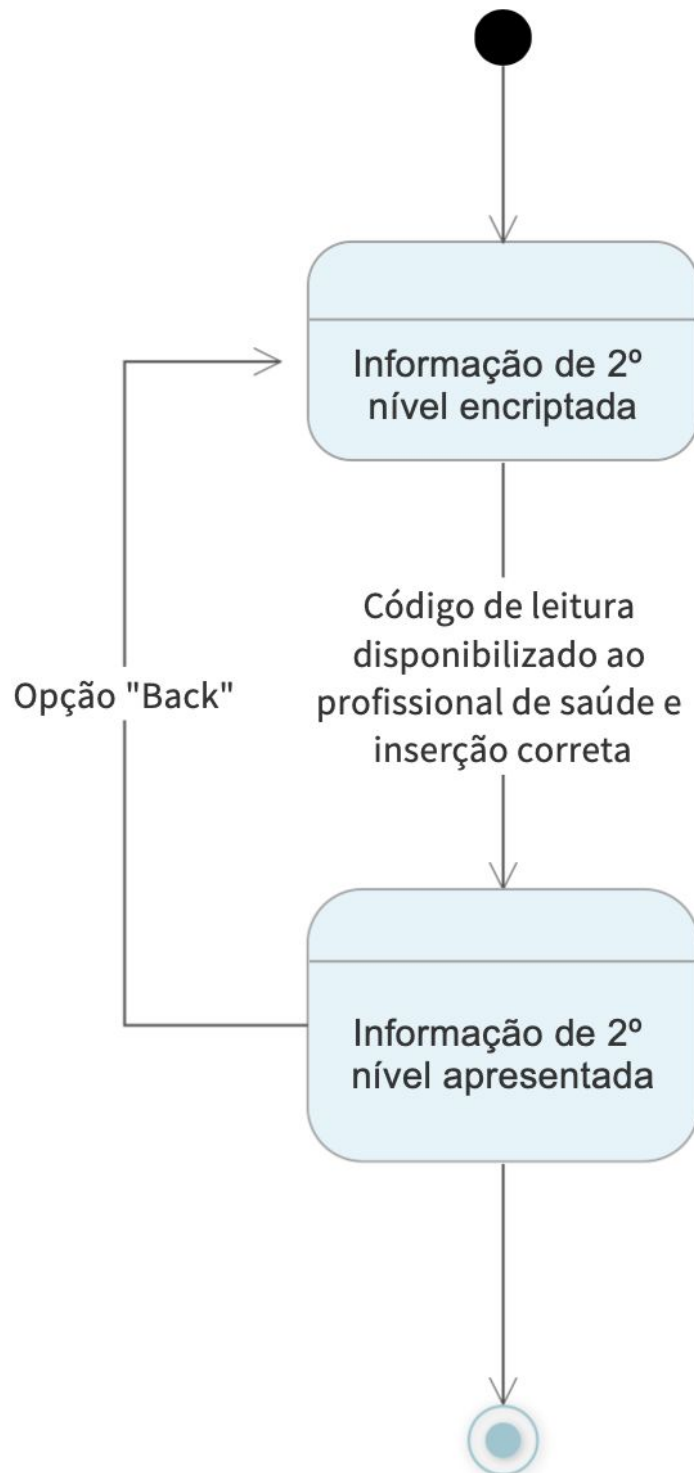 Informação de 2º
nível encriptada
Código de leitura
disponibilizado ao
profissional de saúde e
inserção correta
Opção "Back"
Informação de 2º
nível apresentada